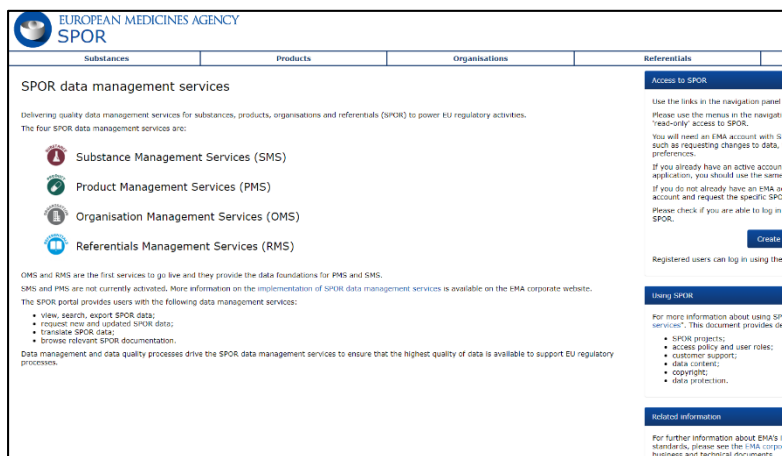 EUROPEAN MEDICINES AGENCY
SPOR
Substances
Products
Organisations
Referentials
SPOR data management services
Delivering quality data management services for substances, products, organisations and referentials (SPOR) to power EU regulatory activities.
The four SPOR data management services are:
Substance Management Services (SMS)
Product Management Services (PMS)
Organisation Management Services (OMS)
Referentials Management Services (RMS)
OMS and RMS are the first services to go live and they provide the data foundations for PMS and SMS.
SMS and PMS are not currently activated. More information on the implementation of SPOR data management services is available on the EMA corporate website.
The SPOR portal provides users with the following data management services:
• view, search, export SPOR data;
• request new and updated SPOR data;
• translate SPOR data;
• browse relevant SPOR documentation.
Data management and data quality processes drive the SPOR data management services to ensure that the highest quality of data is available to support EU regulatory
processes.
Access to SPOR
Use the links in the navigation panel
Please use the menus in the
'read-only' access to SPOR.
You will need an EMA account with
such as requesting changes to data,
preferences.
If you already have an active
application, you should use the same
If you do not already have an EMA
account and request the specific
Please check if you are able to log in
SPOR.
Create
Registered users can log in using the
Using SPOR
For more information about using
services". This document provides
• SPOR projects;
• access policy and user roles;
• customer support;
• data content;
• copyright;
• data protection.
Related information
For further information about EMA's
standards, please see the EMA
business and technical documents